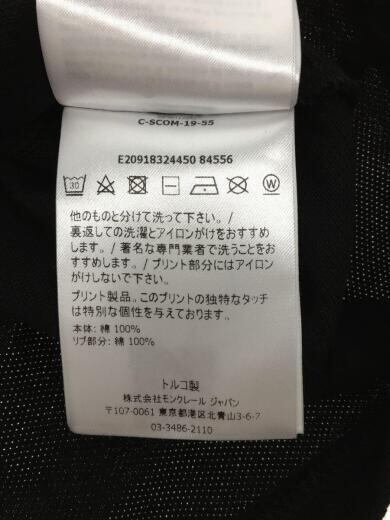 C-SCOM-19-55
E20918324450 84556
30
W
他のものと分けて洗って下さい。/
裏返しての洗濯とアイロンがけをおすすめ
します。/ 著名な専門業者で洗うことをお
すすめします。/ プリント部分にはアイロン
がけしないで下さい。
プリント製品。このプリントの独特なタッチ
は特別な個性を与えております。
本体: 綿 100%
リブ部分: 綿 100%
トルコ製
株式会社モンクレール ジャパン
〒107-0061 東京都港区北青山3-6-7
03-3486-2110